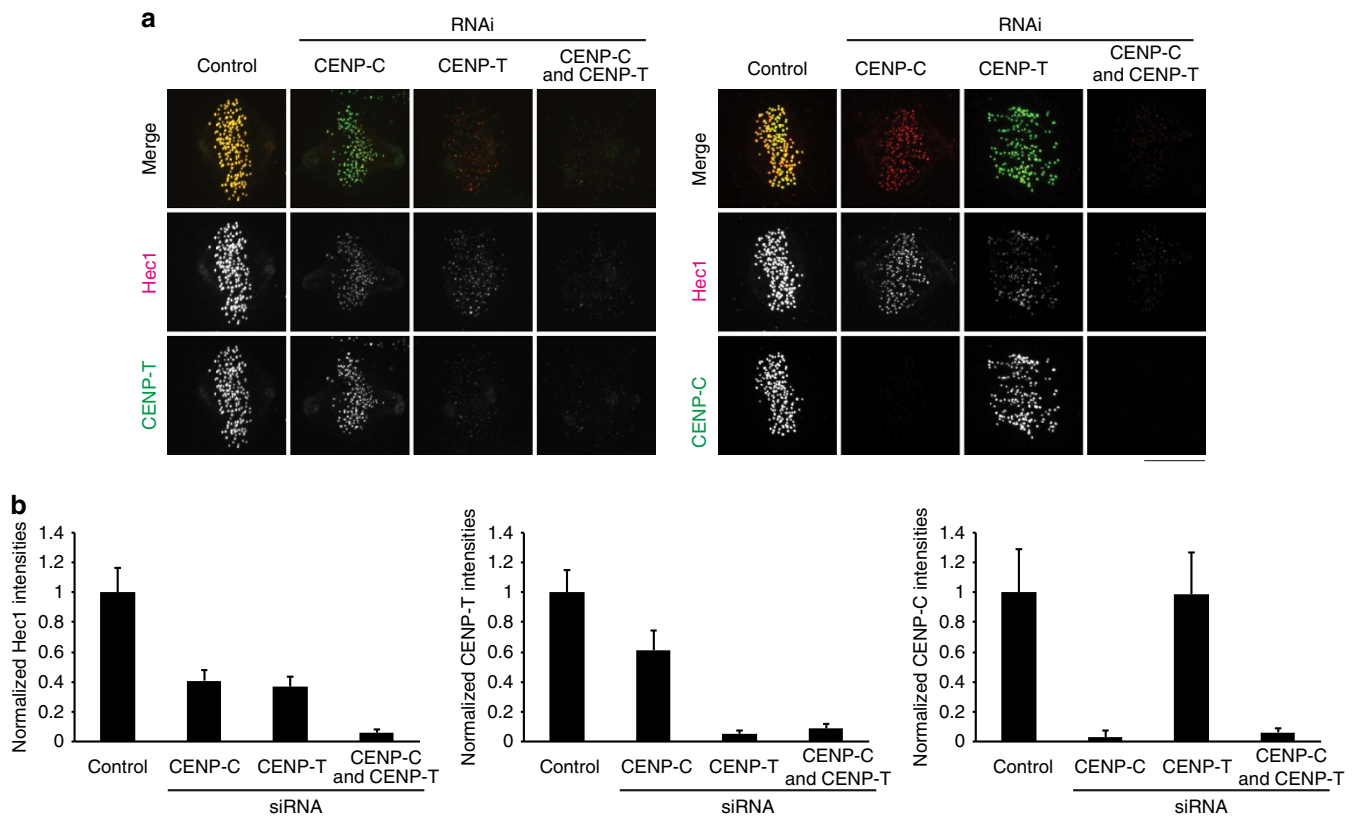 a
RNAi
RNAi
Control
CENP-C
CENP-T
CENP-C
and CENP-T
Control
CENP-C
CENP-T
CENP-C
and CENP-T
Merge
Hec1
CENP-T
Merge
Hec1
CENP-C
b
Normalized Hec1 intensities
1.4
1.2
1
0.8
0.6
0.4
0.2
0
Control
CENP-C
CENP-T
CENP-C
and CENP-T
siRNA
Normalized CENP-T intensities
1.4
1.2
1
0.8
0.6
0.4
0.2
0
Control
CENP-C
CENP-T
CENP-C
and CENP-T
siRNA
Normalized CENP-C intensities
1.4
1.2
1
0.8
0.6
0.4
0.2
0
Control
CENP-C
CENP-T
CENP-C
and CENP-T
siRNA